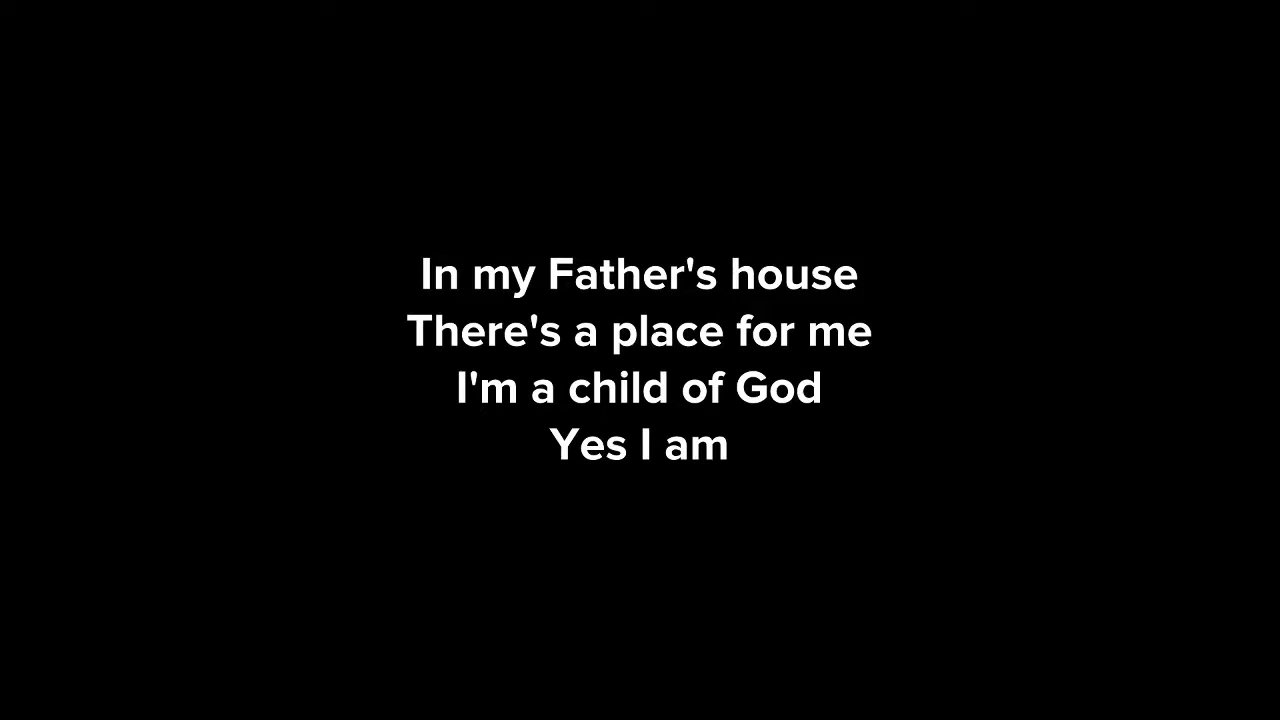 In my Father's house
There's a place for me
I'm a child of God
Yes I am